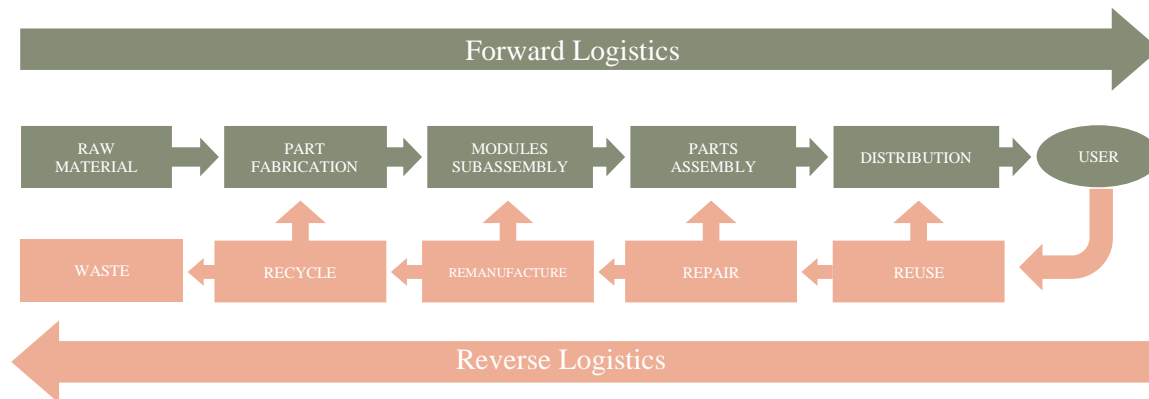 Forward Logistics
RAW
MATERIAL
PART
FABRICATION
MODULES
SUBASSEMBLY
PARTS
ASSEMBLY
DISTRIBUTION
USER
WASTE
RECYCLE
REMANUFACTURE
REPAIR
REUSE
Reverse Logistics